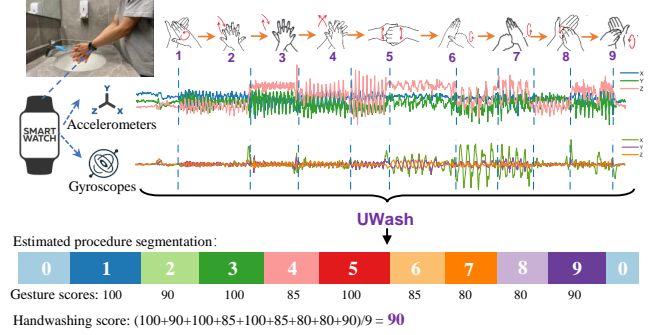 1 2 3 4 5 6 7 8 9
X
Y
Z
Y
Z X
SMART
WATCH
Accelerometers
X
Y
Z
Gyroscopes
UWash
Estimated procedure segmentation:
0 1 2 3 4 5 6 7 8 9 0
Gesture scores: 100 90 100 85 100 85 80 80 90
Handwashing score: (100+90+100+85+100+85+80+80+90)/9 = 90